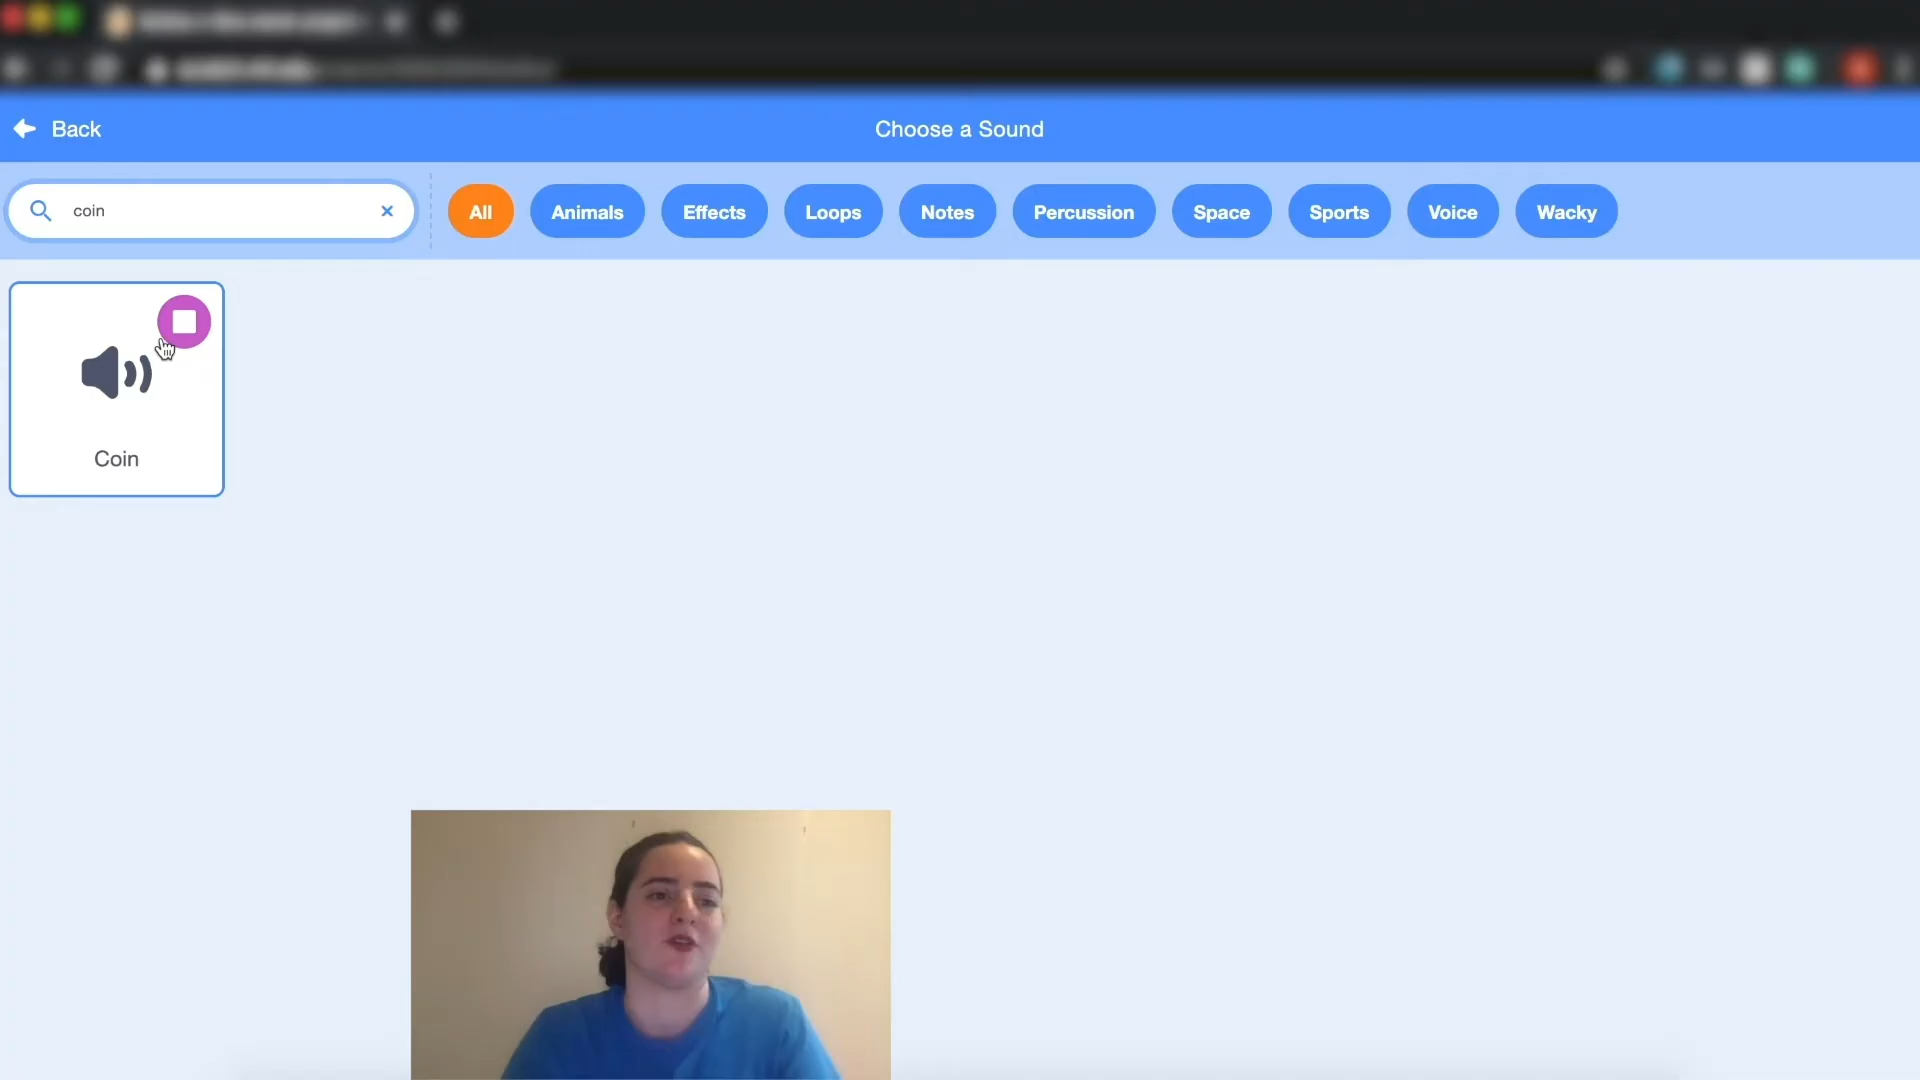 Back
Choose a Sound
coin
All
Animals
Effects
Loops
Notes
Percussion
Space
Sports
Voice
Wacky
Coin